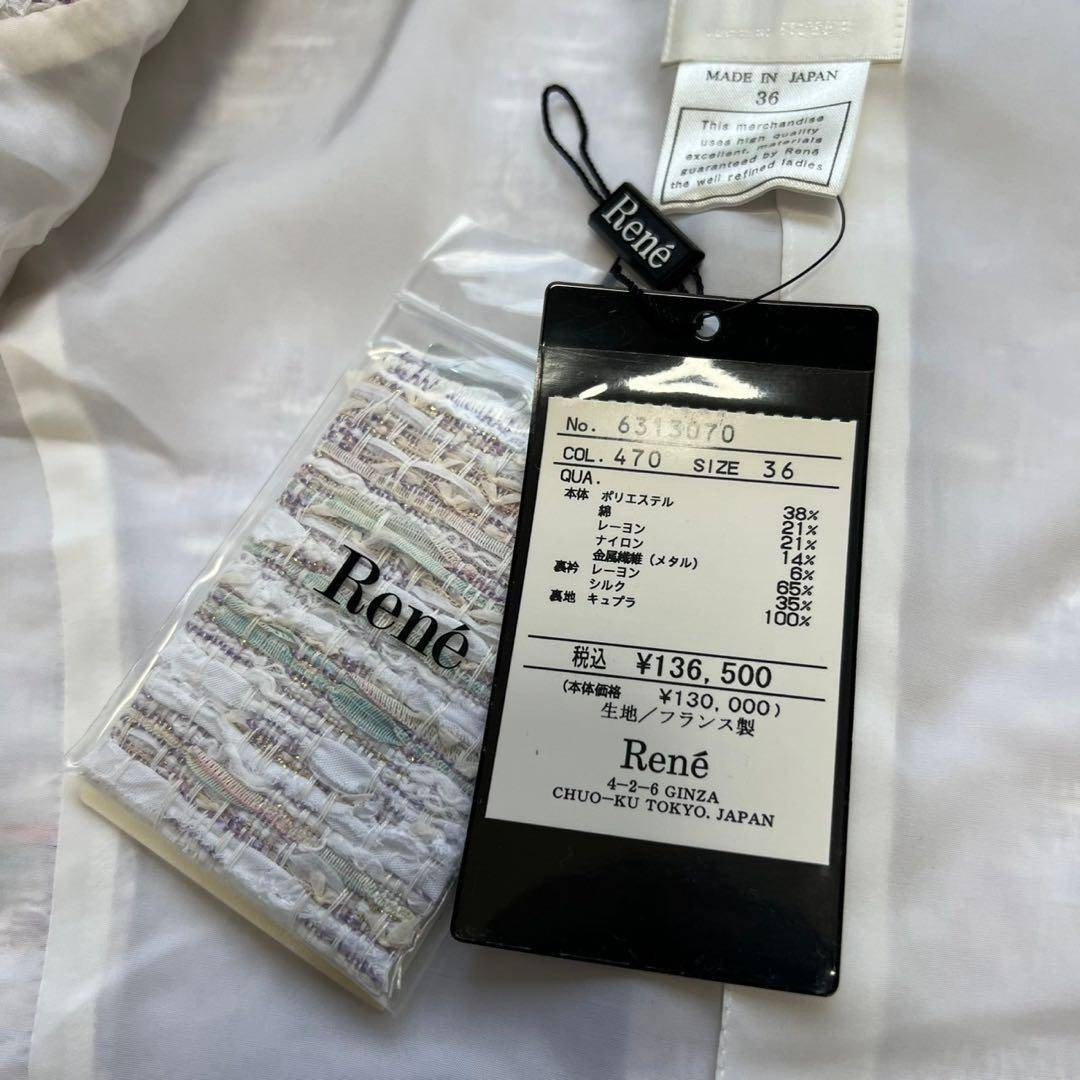 MADE IN JAPAN
36
This merchandise
uses high quality
excellent, materials
guaranteed by René
the well refined ladies
René
René
No. 6313070
COL. 470 SIZE 36
QUA.
本体 ポリエステル 38%
綿 21%
レーヨン 21%
ナイロン 14%
金属繊維(メタル) 6%
裏衿 レーヨン 65%
シルク 35%
裏地 キュプラ 100%
税込 ¥136,500
(本体価格 ¥130,000)
生地/フランス製
René
4-2-6 GINZA
CHUO-KU TOKYO. JAPAN